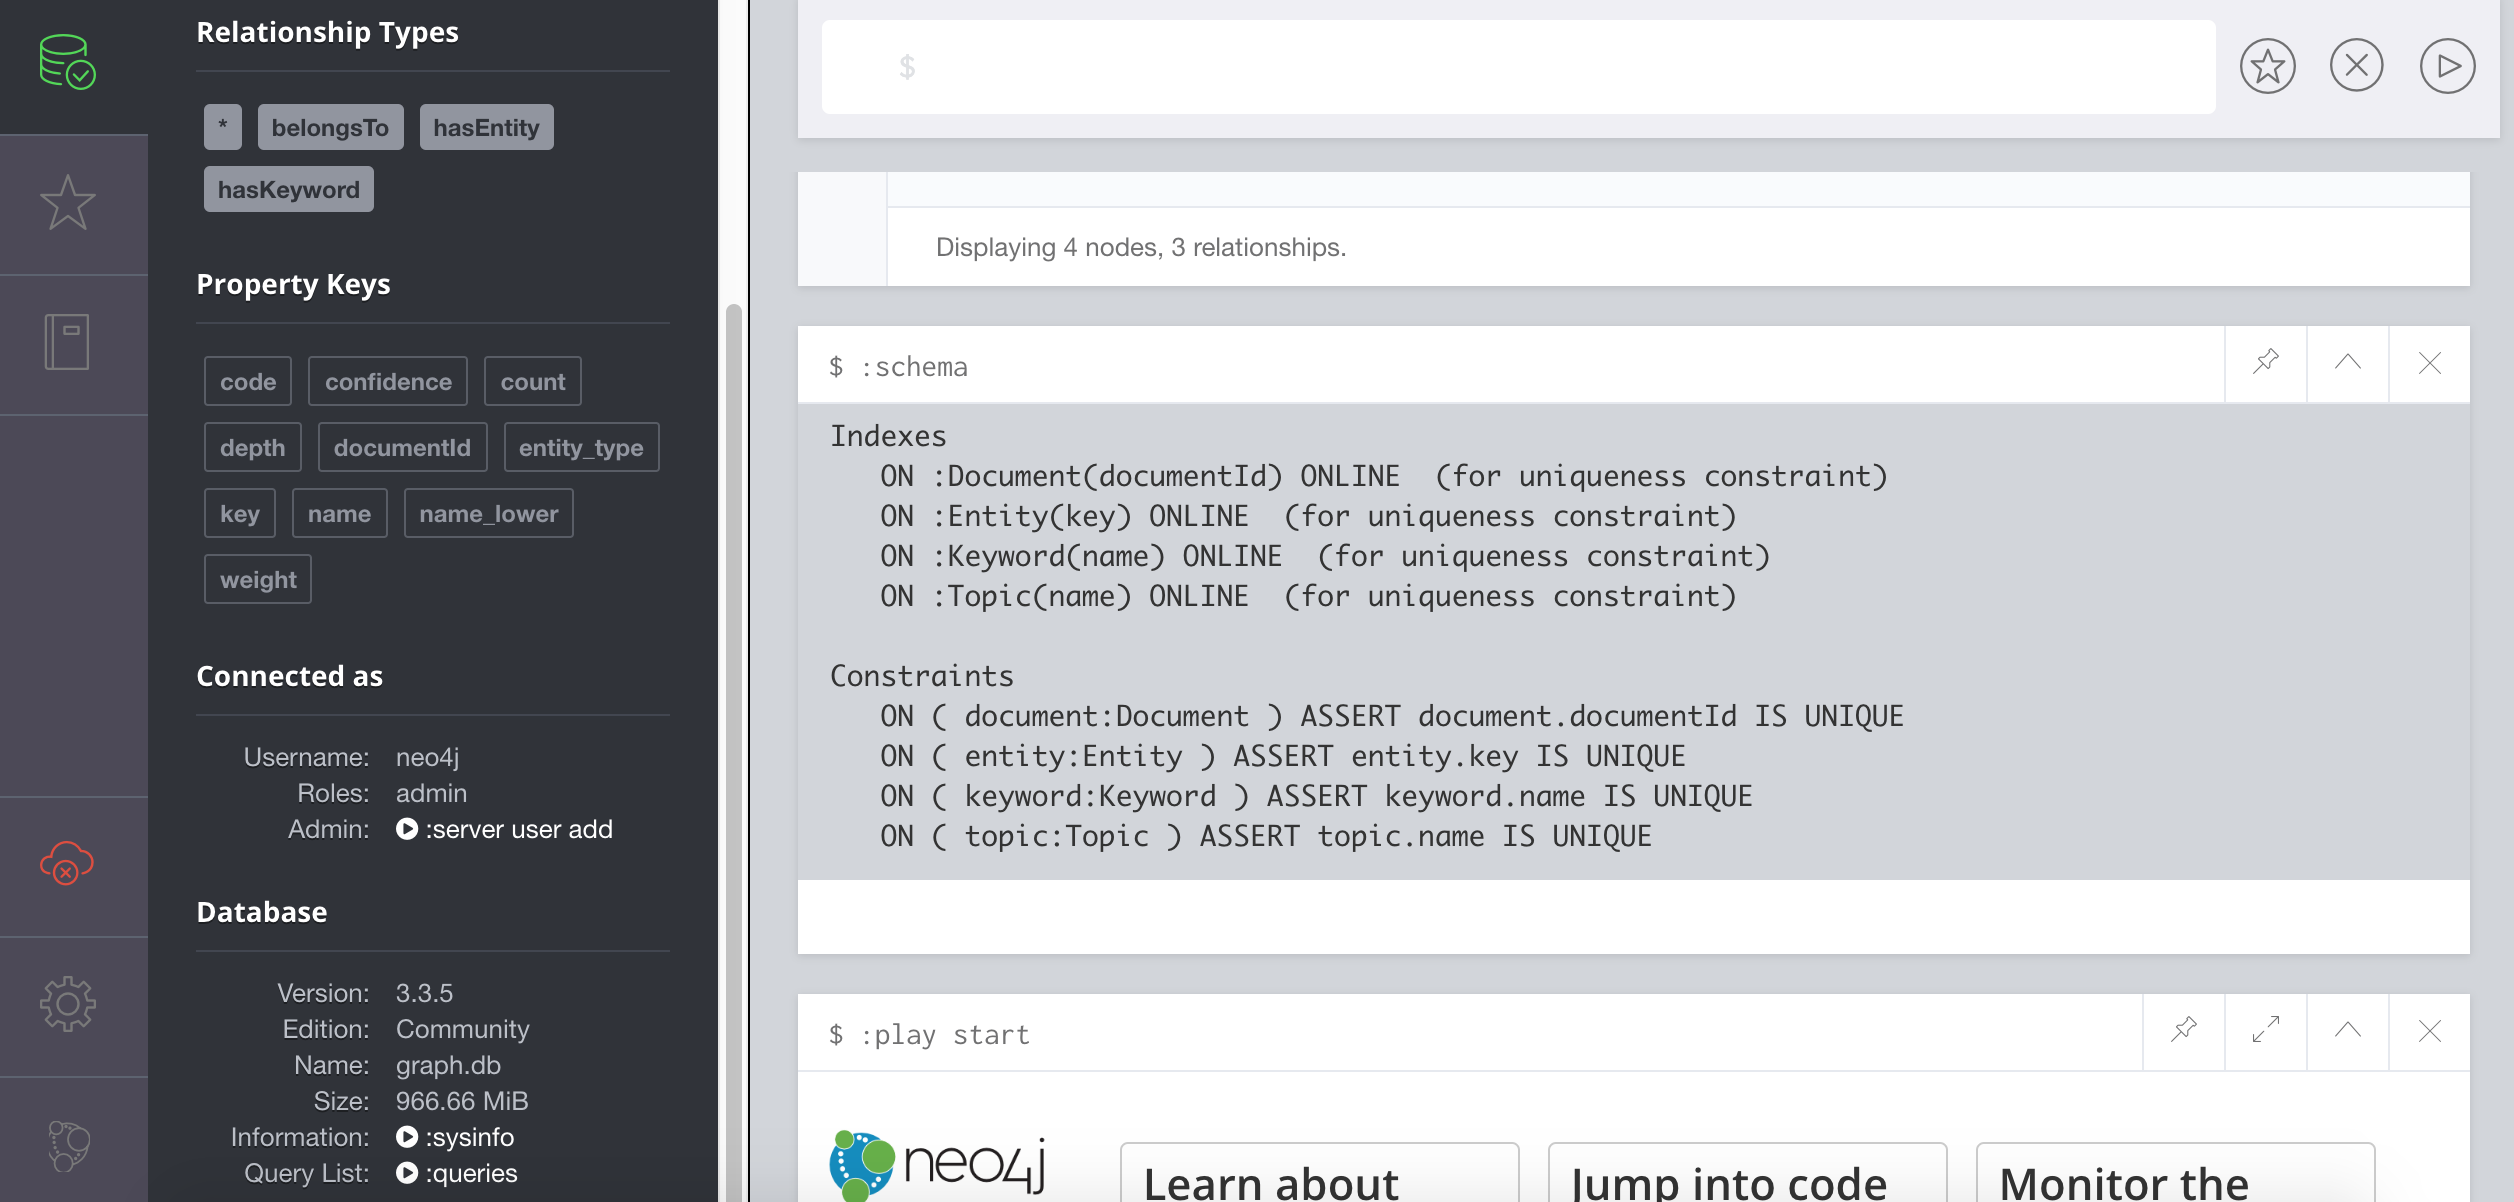 Relationship Types
* belongsTo hasEntity
hasKeyword
Property Keys
code confidence count
depth documentId entity_type
key name name_lower
weight
Connected as
Username: neo4j
Roles: admin
Admin: :server user add
Database
Version: 3.3.5
Edition: Community
Name: graph.db
Size: 966.66 MiB
Information: :sysinfo
Query List: :queries
$
Displaying 4 nodes, 3 relationships.
$ :schema
Indexes
ON :Document(documentId) ONLINE (for uniqueness constraint)
ON :Entity(key) ONLINE (for uniqueness constraint)
ON :Keyword(name) ONLINE (for uniqueness constraint)
ON :Topic(name) ONLINE (for uniqueness constraint)
Constraints
ON ( document:Document ) ASSERT document.documentId IS UNIQUE
ON ( entity:Entity ) ASSERT entity.key IS UNIQUE
ON ( keyword:Keyword ) ASSERT keyword.name IS UNIQUE
ON ( topic:Topic ) ASSERT topic.name IS UNIQUE
$ :play start
neo4j
Learn about
Jump into code
Monitor the